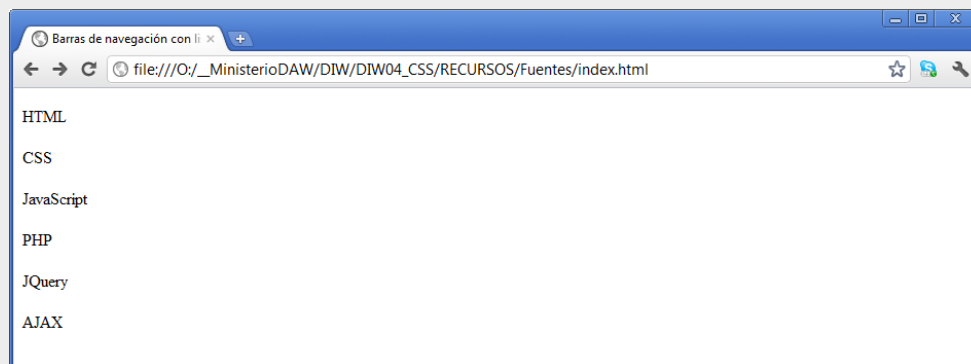 Barras de navegación con li
file:///O:/__MinisterioDAW/DIW/DIW04_CSS/RECURSOS/Fuentes/index.html
HTML
CSS
JavaScript
PHP
JQuery
AJAX